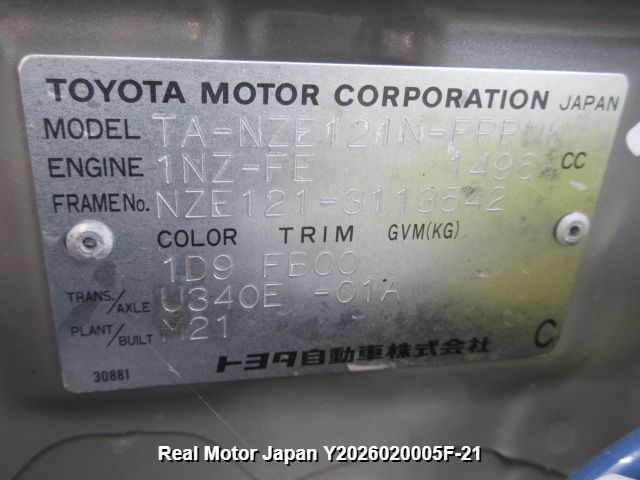 TOYOTA MOTOR CORPORATION JAPAN
MODEL TA-NZE121N-
ENGINE 1NZ-FE 1496 CC
FRAME No. NZE121-3113542
COLOR TRIM GVM(KG)
1D9 FB00
TRANS./AXLE U340E -01A
PLANT/BUILT M21
C
トヨタ自動車株式会社
30881
Real Motor Japan Y2026020005F-21